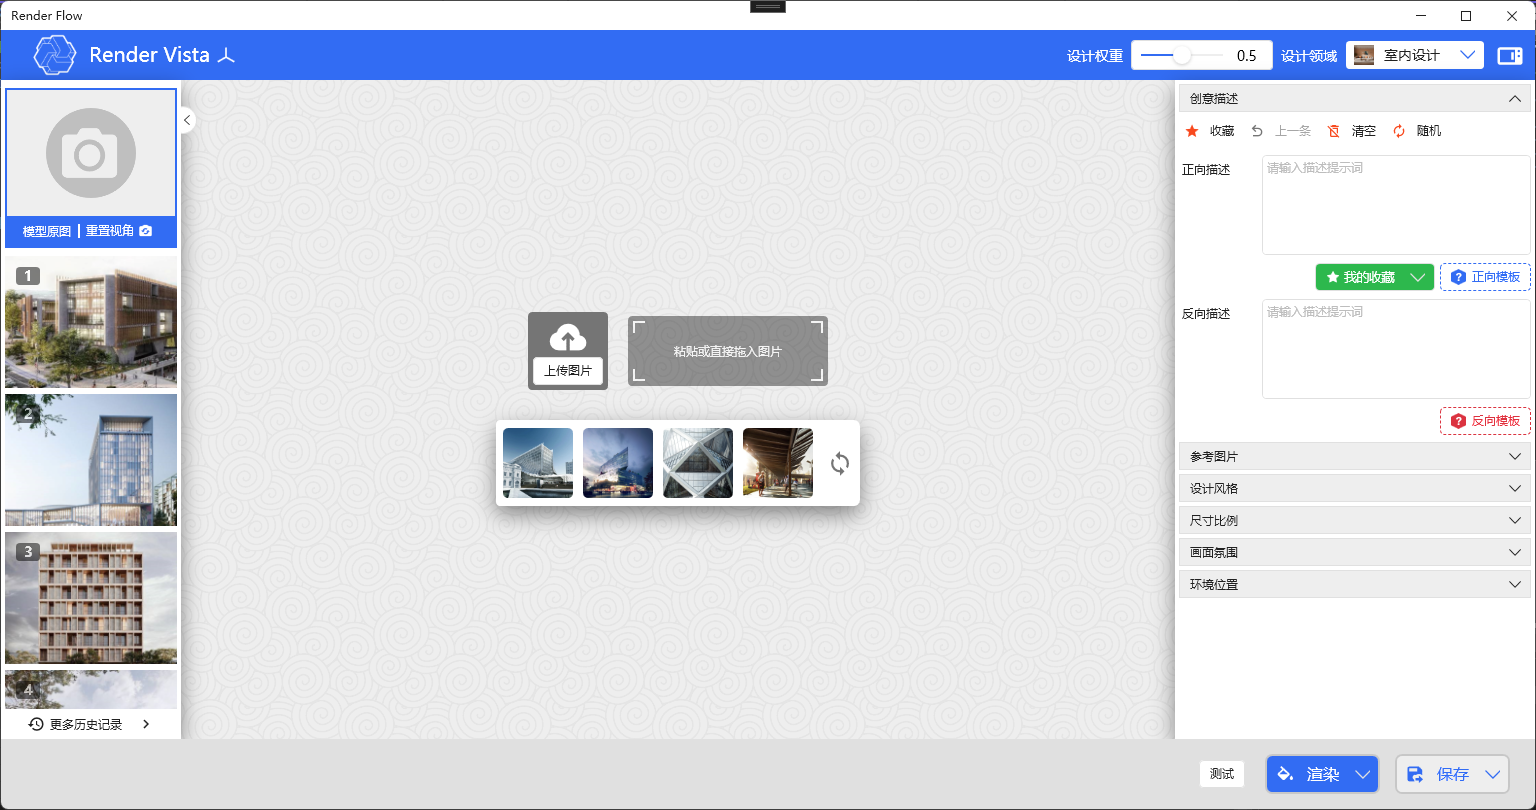 Render Flow
Render Vista
设计权重
0.5
设计领域
室内设计
模型原图
重置视角
1
2
3
4
更多历史记录
上传图片
粘贴或直接拖入图片
创意描述
收藏
上一条
清空
随机
正向描述
请输入描述提示词
我的收藏
正向模板
反向描述
请输入描述提示词
反向模板
参考图片
设计风格
尺寸比例
画面氛围
环境位置
测试
渲染
保存